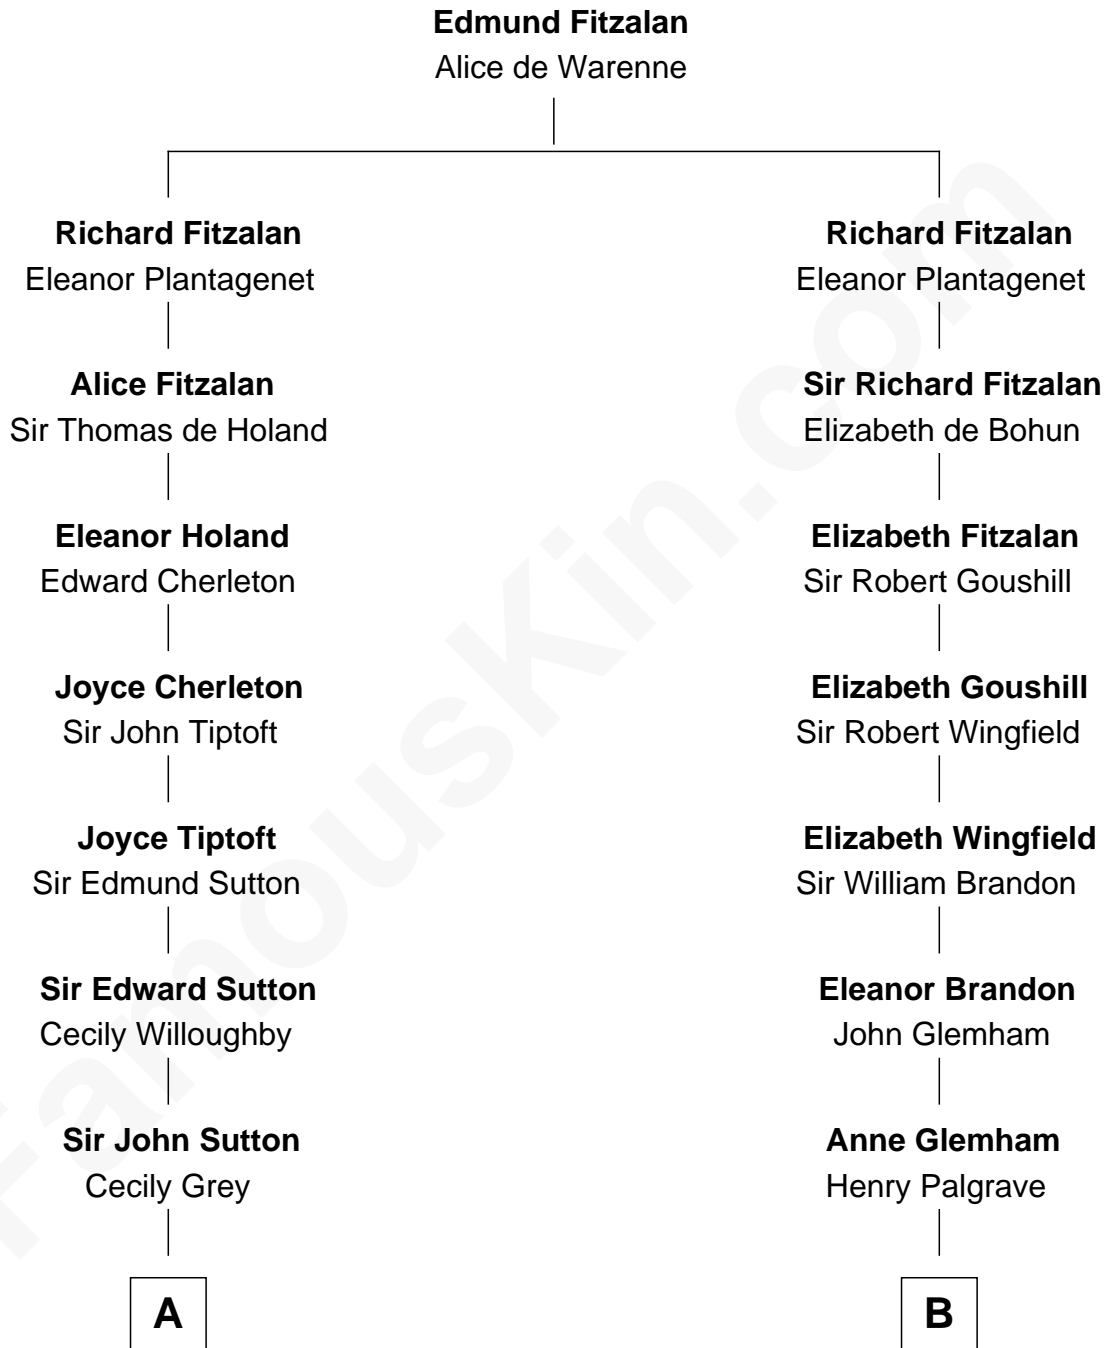 Edmund Fitzalan
Alice de Warenne
Richard Fitzalan
Eleanor Plantagenet
Alice Fitzalan
Sir Thomas de Holand
Eleanor Holand
Edward Cherleton
Joyce Cherleton
Sir John Tiptoft
Joyce Tiptoft
Sir Edmund Sutton
Sir Edward Sutton
Cecily Willoughby
Sir John Sutton
Cecily Grey
A
Richard Fitzalan
Eleanor Plantagenet
Sir Richard Fitzalan
Elizabeth de Bohun
Elizabeth Fitzalan
Sir Robert Goushill
Elizabeth Goushill
Sir Robert Wingfield
Elizabeth Wingfield
Sir William Brandon
Eleanor Brandon
John Glemham
Anne Glemham
Henry Palgrave
B
FamousKin.com